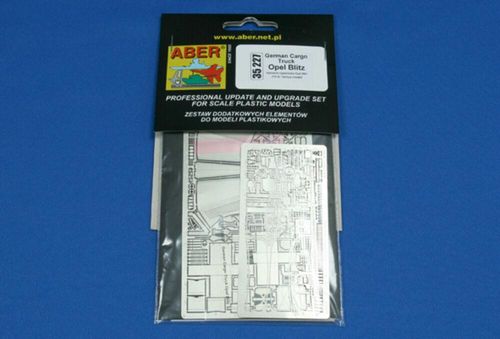 www.aber.net.pl
ABER
SINCE 1995
35 227
German Cargo
Truck
Opel Blitz
PROFESSIONAL UPDATE AND UPGRADE SET
FOR SCALE PLASTIC MODELS
ZESTAW DODATKOWYCH ELEMENTÓW
DO MODELI PLASTIKOWYCH